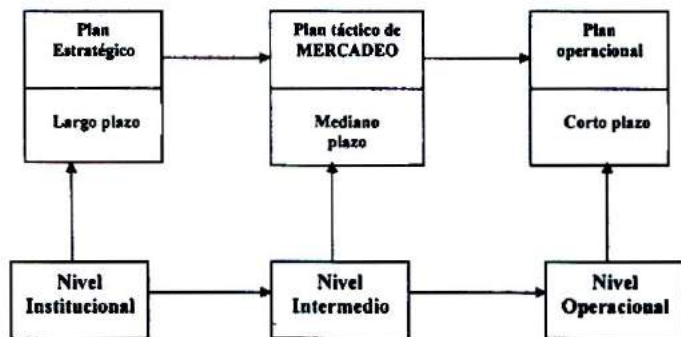 Plan
Estratégico
Largo plazo
Plan táctico de
MERCADEO
Mediano
plazo
Plan
operacional
Corto plazo
Nivel
Institucional
Nivel
Intermedio
Nivel
Operacional